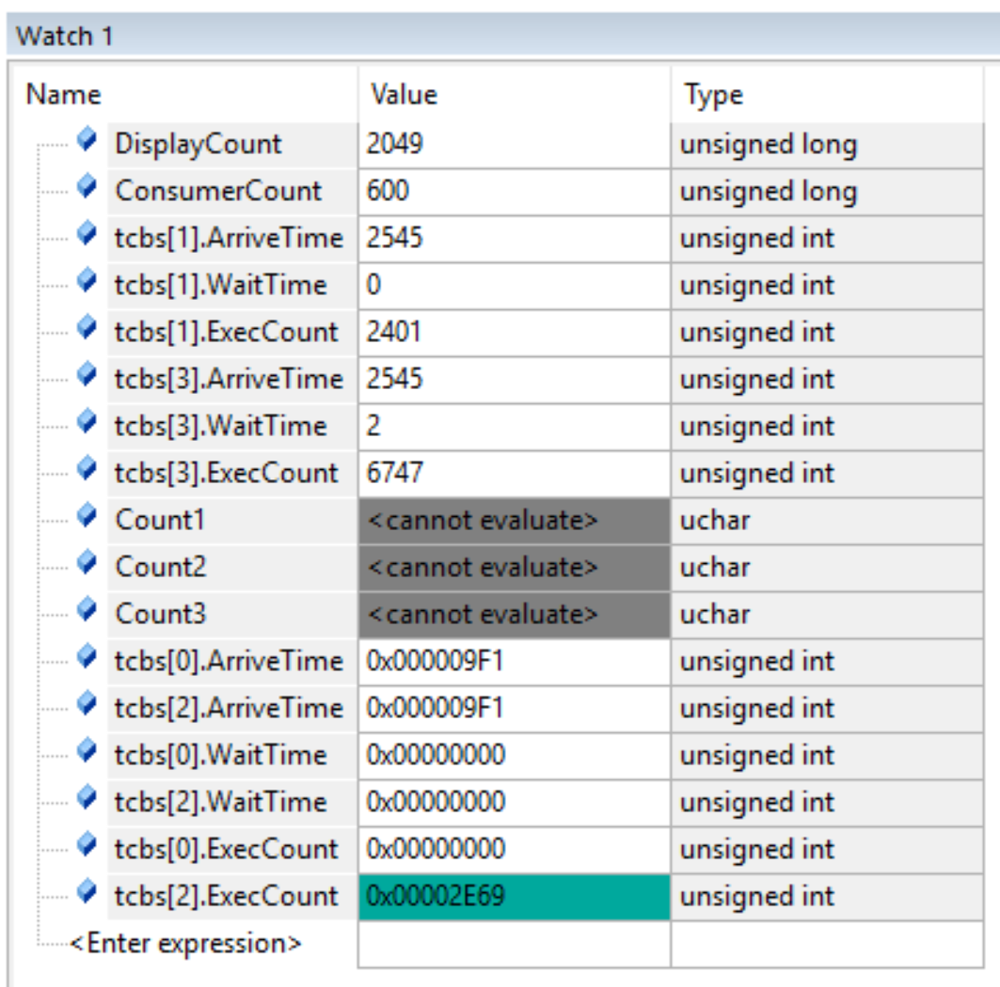 Watch 1
Name Value Type
DisplayCount 2049 unsigned long
ConsumerCount 600 unsigned long
tcbs[1].ArriveTime 2545 unsigned int
tcbs[1].WaitTime 0 unsigned int
tcbs[1].ExecCount 2401 unsigned int
tcbs[3].ArriveTime 2545 unsigned int
tcbs[3].WaitTime 2 unsigned int
tcbs[3].ExecCount 6747 unsigned int
Count1 <cannot evaluate> uchar
Count2 <cannot evaluate> uchar
Count3 <cannot evaluate> uchar
tcbs[0].ArriveTime 0x000009F1 unsigned int
tcbs[2].ArriveTime 0x000009F1 unsigned int
tcbs[0].WaitTime 0x00000000 unsigned int
tcbs[2].WaitTime 0x00000000 unsigned int
tcbs[0].ExecCount 0x00000000 unsigned int
tcbs[2].ExecCount 0x00002E69 unsigned int
<Enter expression>